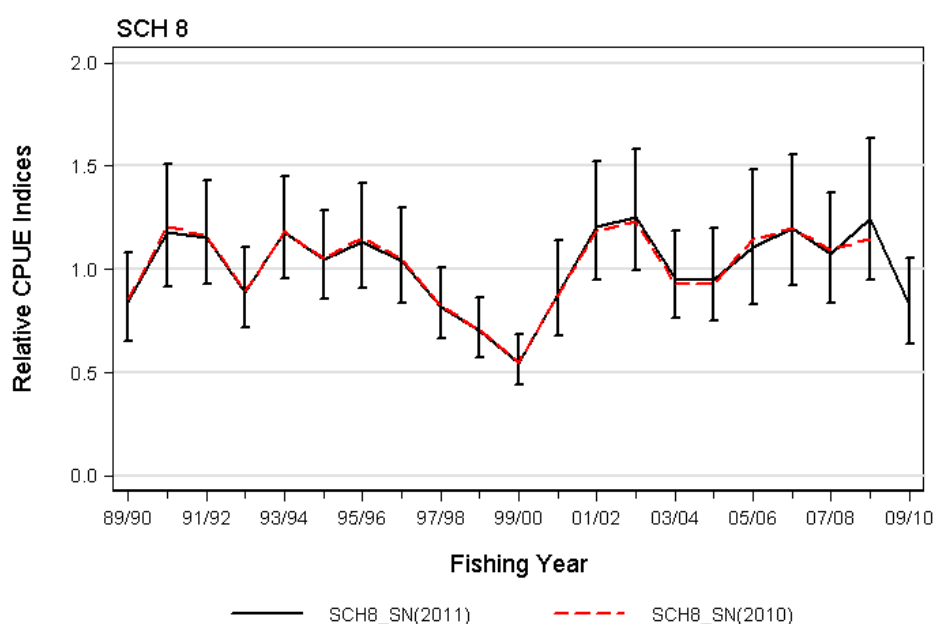 SCH 8
Relative CPUE Indices
2.0
1.5
1.0
0.5
0.0
89/90 91/92 93/94 95/96 97/98 99/00 01/02 03/04 05/06 07/08 09/10
Fishing Year
SCH8_SN(2011) SCH8_SN(2010)